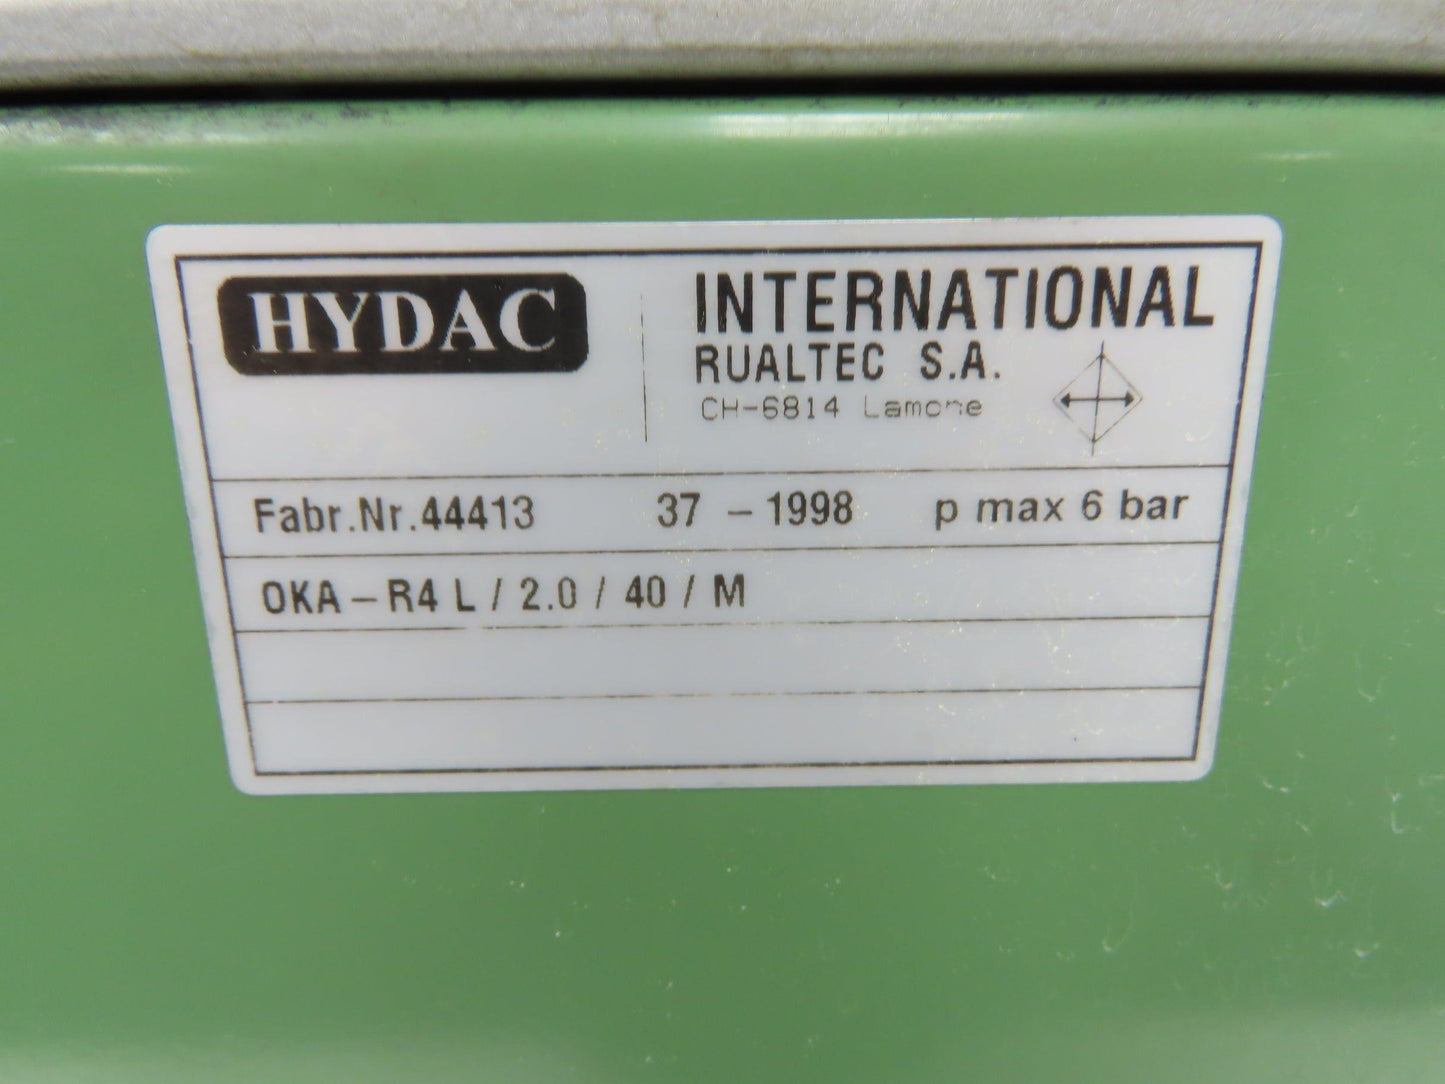 HYDAC
INTERNATIONAL
RUALTEC S.A.
CH-6814 Lamone
Fabr.Nr.44413 37 – 1998 p max 6 bar
OKA – R4 L / 2.0 / 40 / M